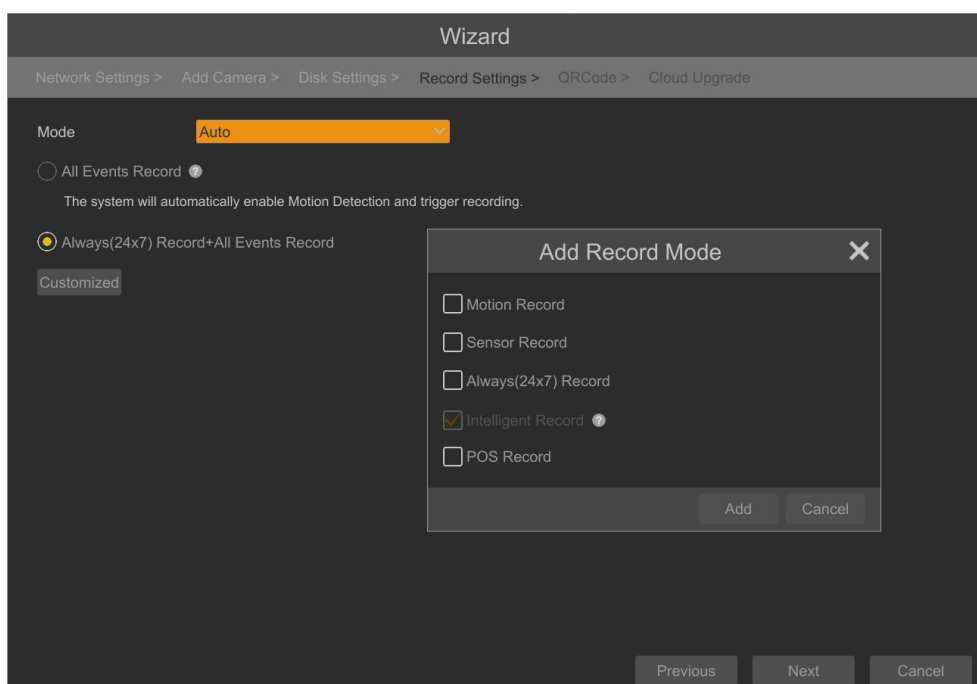 Wizard
Network Settings > Add Camera > Disk Settings > Record Settings > QRCode > Cloud Upgrade
Mode Auto
All Events Record ?
The system will automatically enable Motion Detection and trigger recording.
Always(24x7) Record+All Events Record
Customized
Add Record Mode
Motion Record
Sensor Record
Always(24x7) Record
Intelligent Record ?
POS Record
Add Cancel
Previous Next Cancel